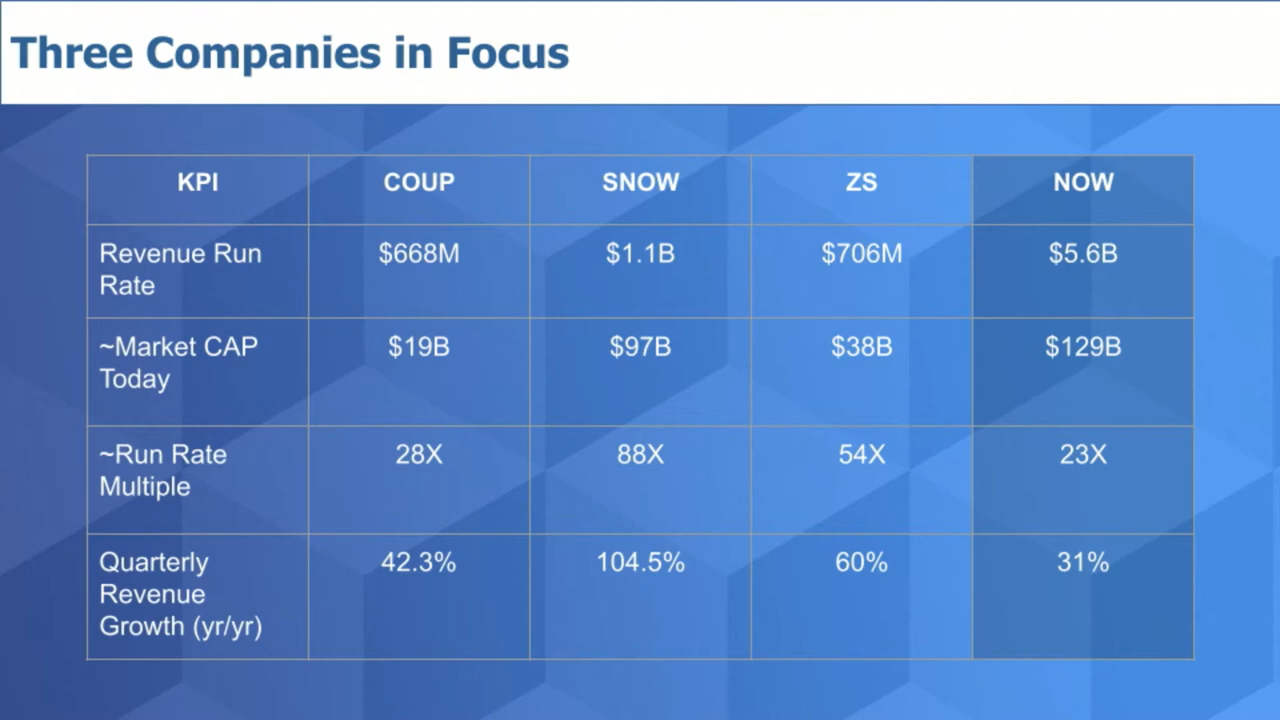 Three Companies in Focus
KPI COUP SNOW ZS NOW
Revenue Run $668M $1.1B $706M $5.6B
Rate
~Market CAP $19B $97B $38B $129B
Today
~Run Rate 28X 88X 54X 23X
Multiple
Quarterly 42.3% 104.5% 60% 31%
Revenue
Growth (yr/yr)